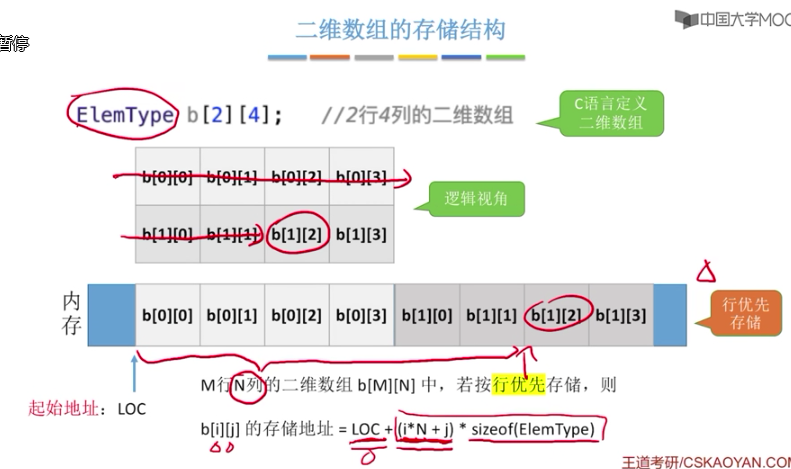 二维数组的存储结构
中国大学MOO
暂停
ElemType b[2][4]; //2行4列的二维数组
C语言定义
二维数组
b[0][0] b[0][1] b[0][2] b[0][3]
逻辑视角
b[1][0] b[1][1] b[1][2] b[1][3]
内存
b[0][0] b[0][1] b[0][2] b[0][3] b[1][0] b[1][1] b[1][2] b[1][3]
行优先
存储
M行N列的二维数组 b[M][N] 中，若按行优先存储，则
起始地址：LOC
b[i][j] 的存储地址 = LOC + (i*N + j) * sizeof(ElemType)
王道考研/CSKAOYAN.COM